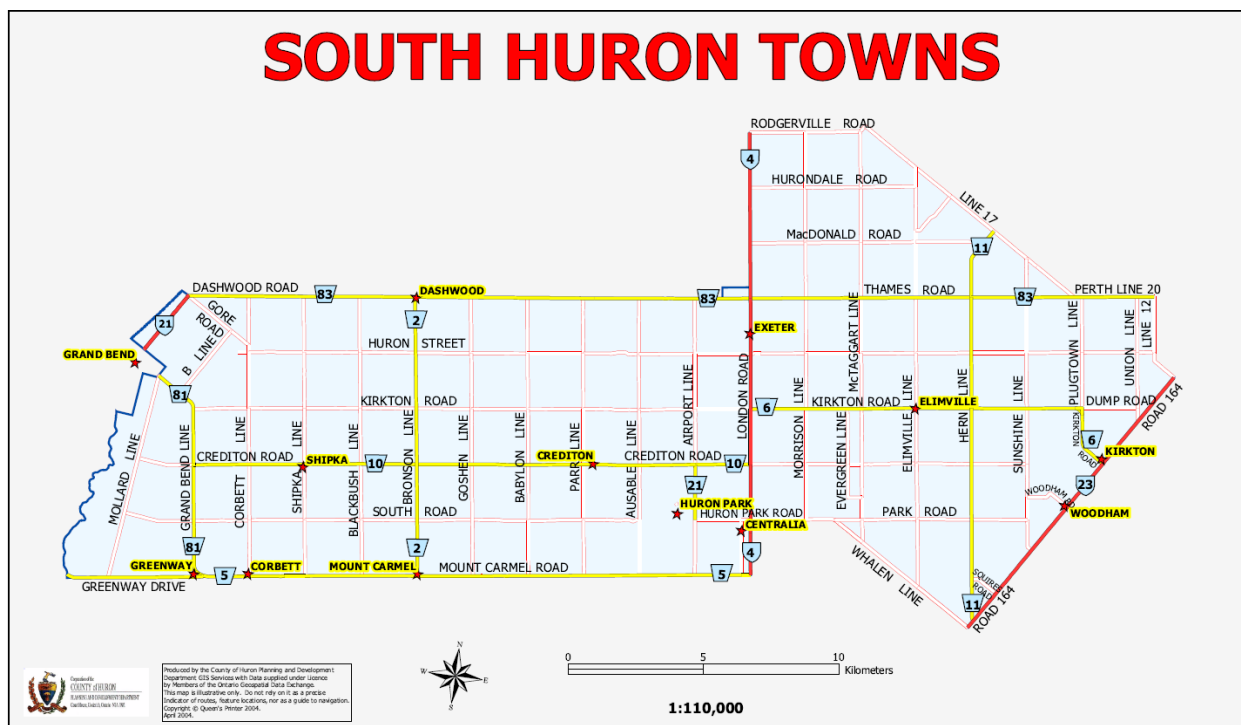 SOUTH HURON TOWNS
RODGERVILLE ROAD
4
HURONDALE ROAD
LINE 17
MacDONALD ROAD
11
DASHWOOD ROAD
83
DASHWOOD
83
THAMES ROAD
83
PERTH LINE 20
GORE ROAD
21
2
HURON STREET
EXETER
McTAGGART LINE
PLUGTOWN LINE
UNION LINE
LINE 12
GRAND BEND
B LINE
81
KIRKTON ROAD
AIRPORT LINE
LONDON ROAD
6
KIRKTON ROAD
ELIMVILLE
DUMP ROAD
ROAD 164
MOLLARD LINE
GRAND BEND LINE
CORBETT LINE
SHIPKA LINE
BLACKBUSH LINE
BRONSON LINE
GOSHEN LINE
BABYLON LINE
PARR LINE
AUSABLE LINE
MORRISON LINE
EVERGREEN LINE
ELIMVILLE LINE
HERN LINE
SUNSHINE LINE
KIRKTON ROAD
6
KIRKTON
CREDITON ROAD
SHIPKA
10
CREDITON
CREDITON ROAD
10
21
23
HURON PARK
HURON PARK ROAD
CENTRALIA
SOUTH ROAD
PARK ROAD
WOODHAM RD
WOODHAM
81
2
4
WHALEN LINE
GREENWAY
5
CORBETT
MOUNT CARMEL
MOUNT CARMEL ROAD
5
GREENWAY DRIVE
SQUIRE ROAD
11
ROAD 164
Corporation of the
COUNTY of HURON
PLANNING AND DEVELOPMENT DEPARTMENT
Produced by the County of Huron Planning and Development
Department GIS Services with Data supplied under Licence
by Members of the Ontario Geospatial Data Exchange.
This map is illustrative only. Do not rely on it as a precise
indicator of routes, feature locations, nor as a guide to navigation.
Copyright © Queen's Printer 2004.
April 2004.
N
W
E
S
0 5 10
Kilometers
1:110,000